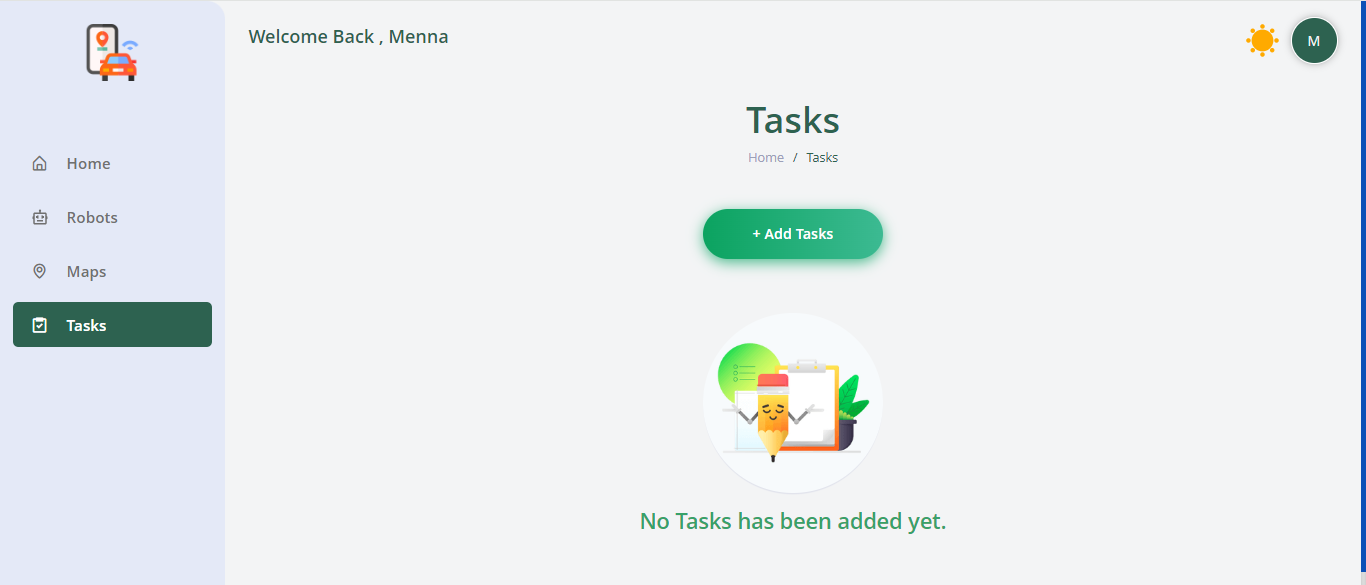 Welcome Back , Menna
M
Home
Robots
Maps
Tasks
Tasks
Home / Tasks
+ Add Tasks
No Tasks has been added yet.